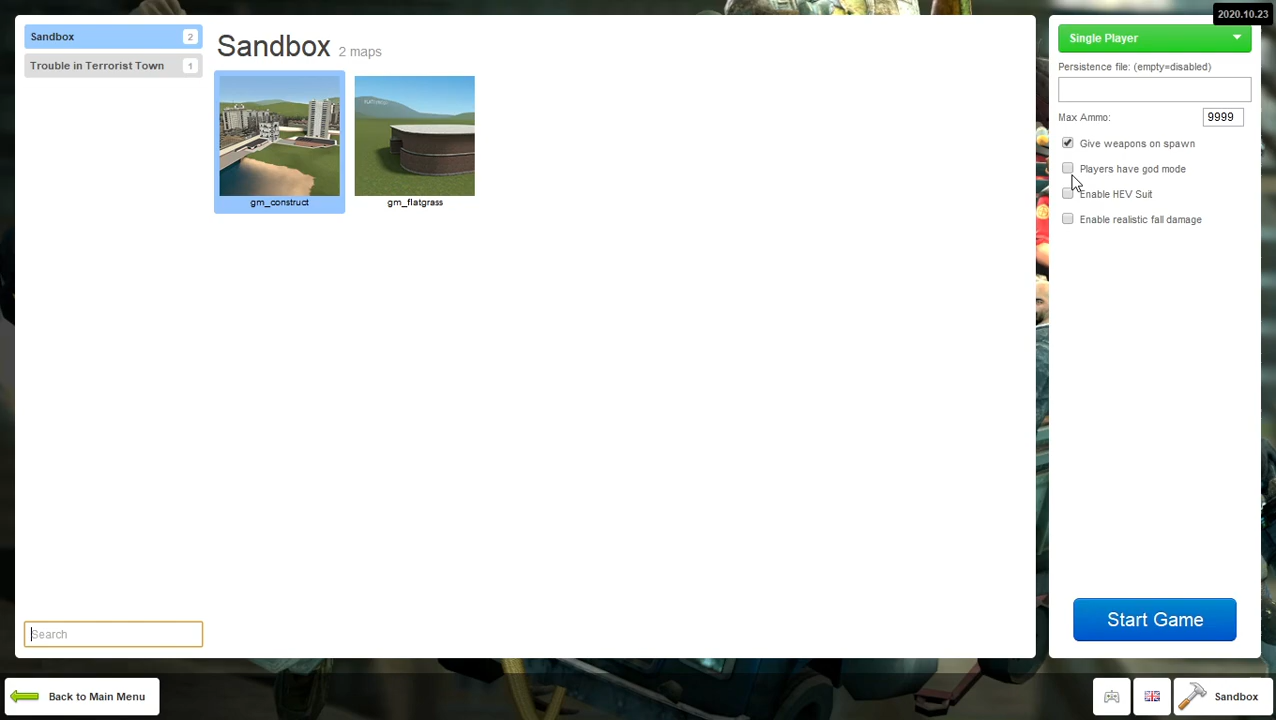 2020.10.23
Sandbox 2
Trouble in Terrorist Town 1
Sandbox 2 maps
gm_construct
gm_flatgrass
Search
Single Player
Persistence file: (empty=disabled)
Max Ammo: 9999
Give weapons on spawn
Players have god mode
Enable HEV Suit
Enable realistic fall damage
Start Game
Back to Main Menu
Sandbox